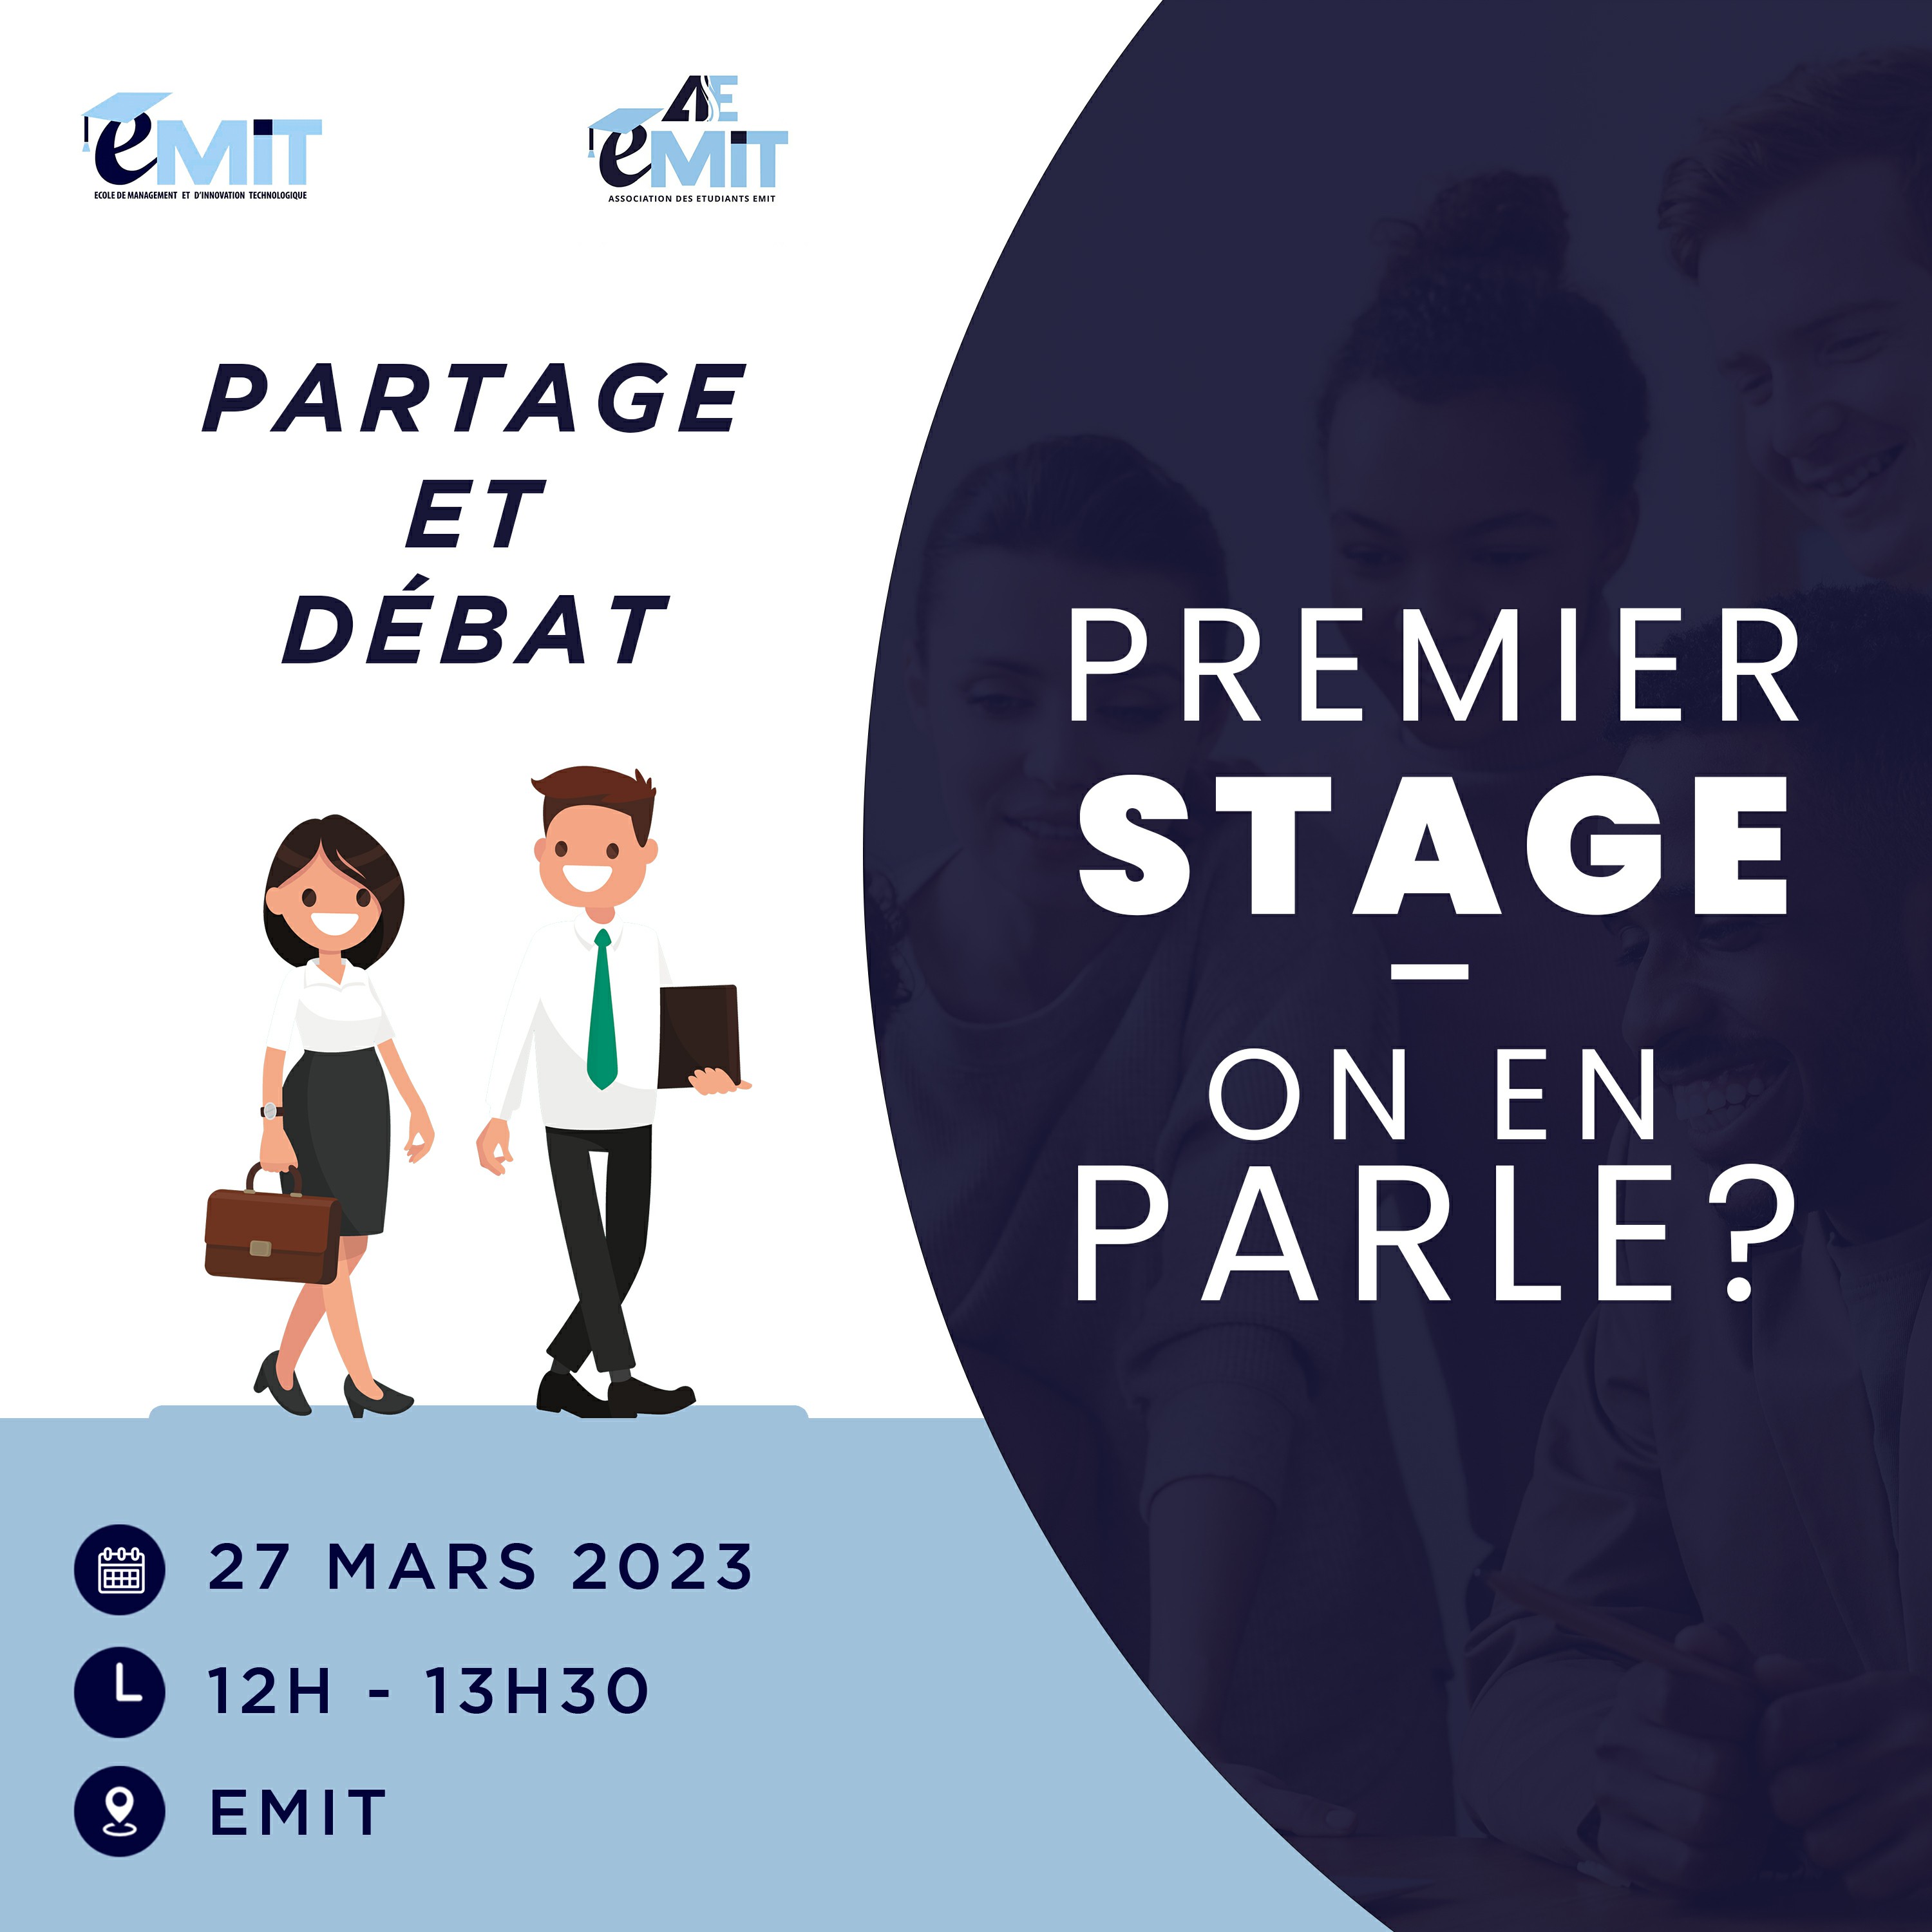 eMiT
ECOLE DE MANAGEMENT ET D'INNOVATION TECHNOLOGIQUE
AE
eMiT
ASSOCIATION DES ETUDIANTS EMIT
PARTAGE
ET
DÉBAT
PREMIER
STAGE
–
ON EN
PARLE?
27 MARS 2023
12H - 13H30
EMIT